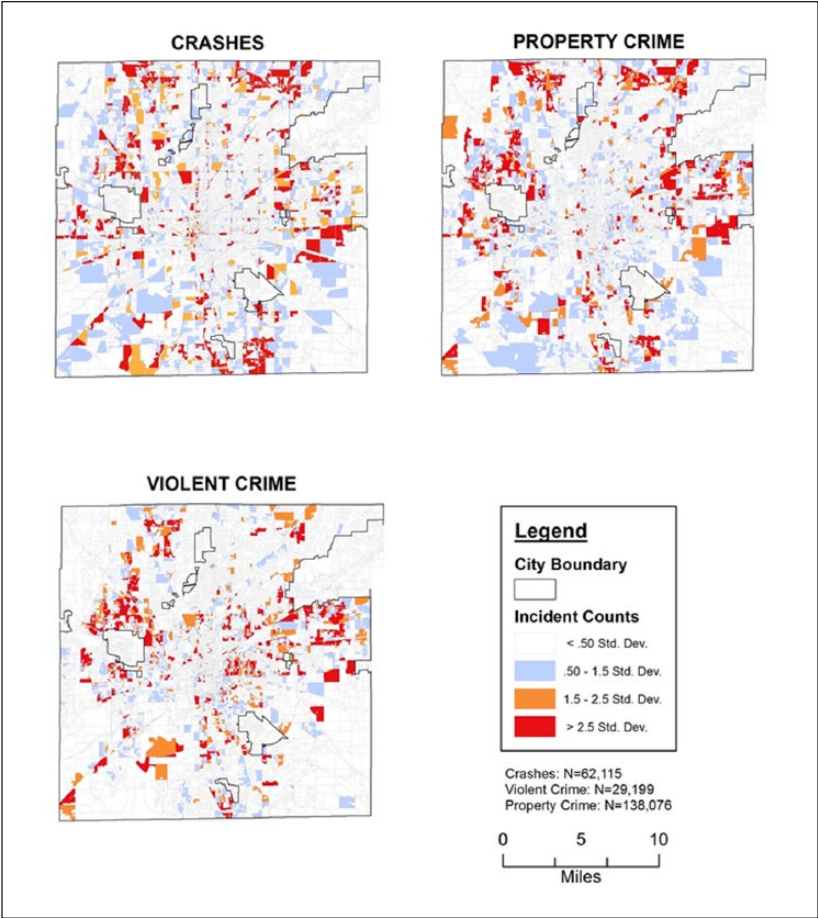 CRASHES
PROPERTY CRIME
VIOLENT CRIME
Legend
City Boundary
Incident Counts
< .50 Std. Dev.
.50 - 1.5 Std. Dev.
1.5 - 2.5 Std. Dev.
> 2.5 Std. Dev.
Crashes: N=62,115
Violent Crime: N=29,199
Property Crime: N=138,076
0 5 10
Miles